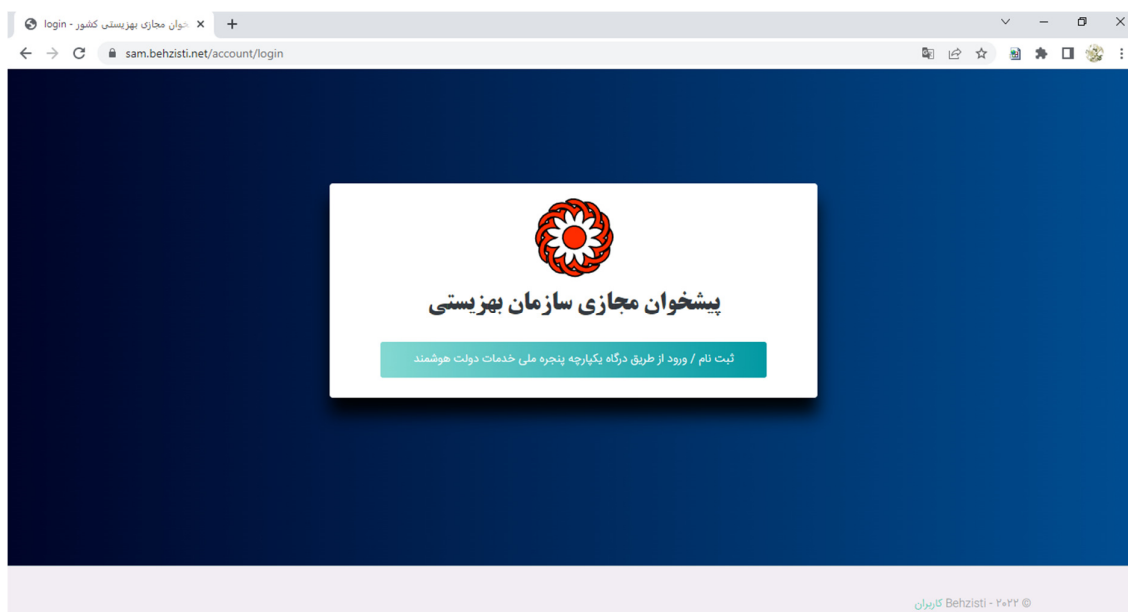 login - خوان مجازی بهزیستی کشور
sam.behzisti.net/account/login
پیشخوان مجازی سازمان بهزیستی
ثبت نام / ورود از طریق درگاه یکپارچه پنجره ملی خدمات دولت هوشمند
© ۲۰۲۲ - Behzisti کاربران